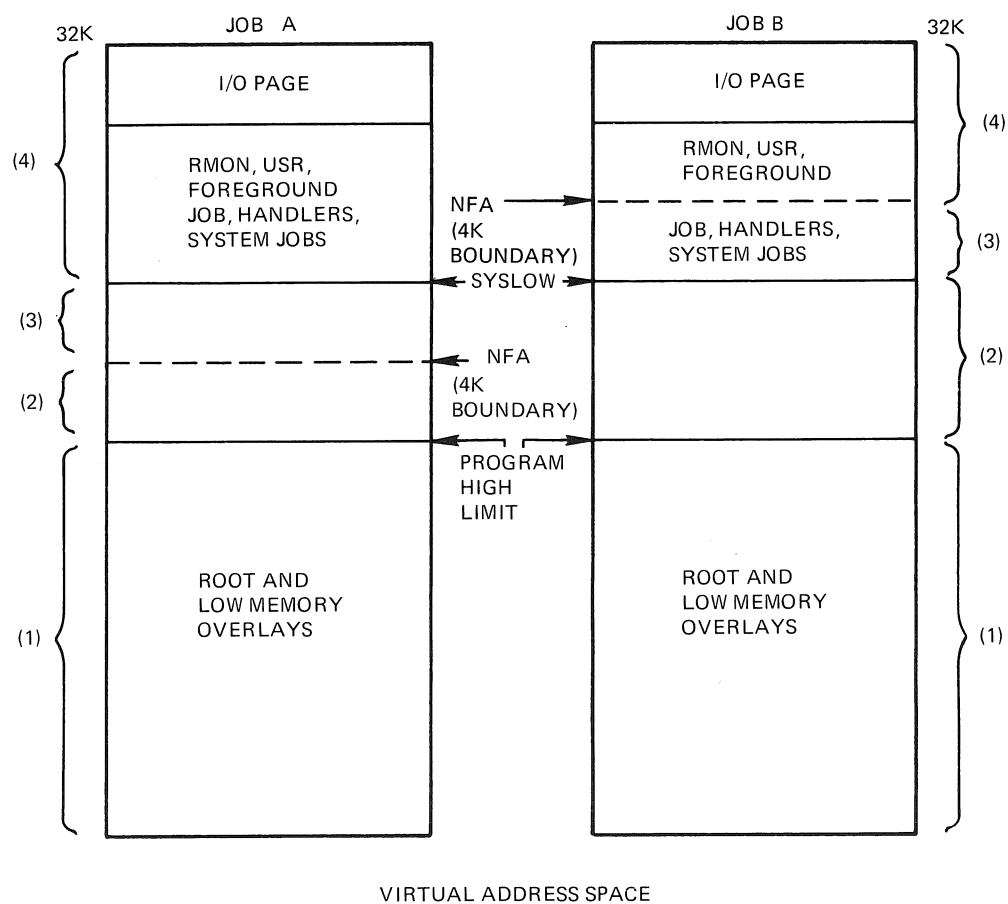 JOB A
JOB B
32K
32K
I/O PAGE
I/O PAGE
(4)
(4)
RMON, USR,
FOREGROUND
JOB, HANDLERS,
SYSTEM JOBS
RMON, USR,
FOREGROUND
NFA
(4K
BOUNDARY)
JOB, HANDLERS,
SYSTEM JOBS
(3)
SYSLOW
(3)
NFA
(4K
BOUNDARY)
(2)
(2)
PROGRAM
HIGH
LIMIT
ROOT AND
LOW MEMORY
OVERLAYS
ROOT AND
LOW MEMORY
OVERLAYS
(1)
(1)
VIRTUAL ADDRESS SPACE